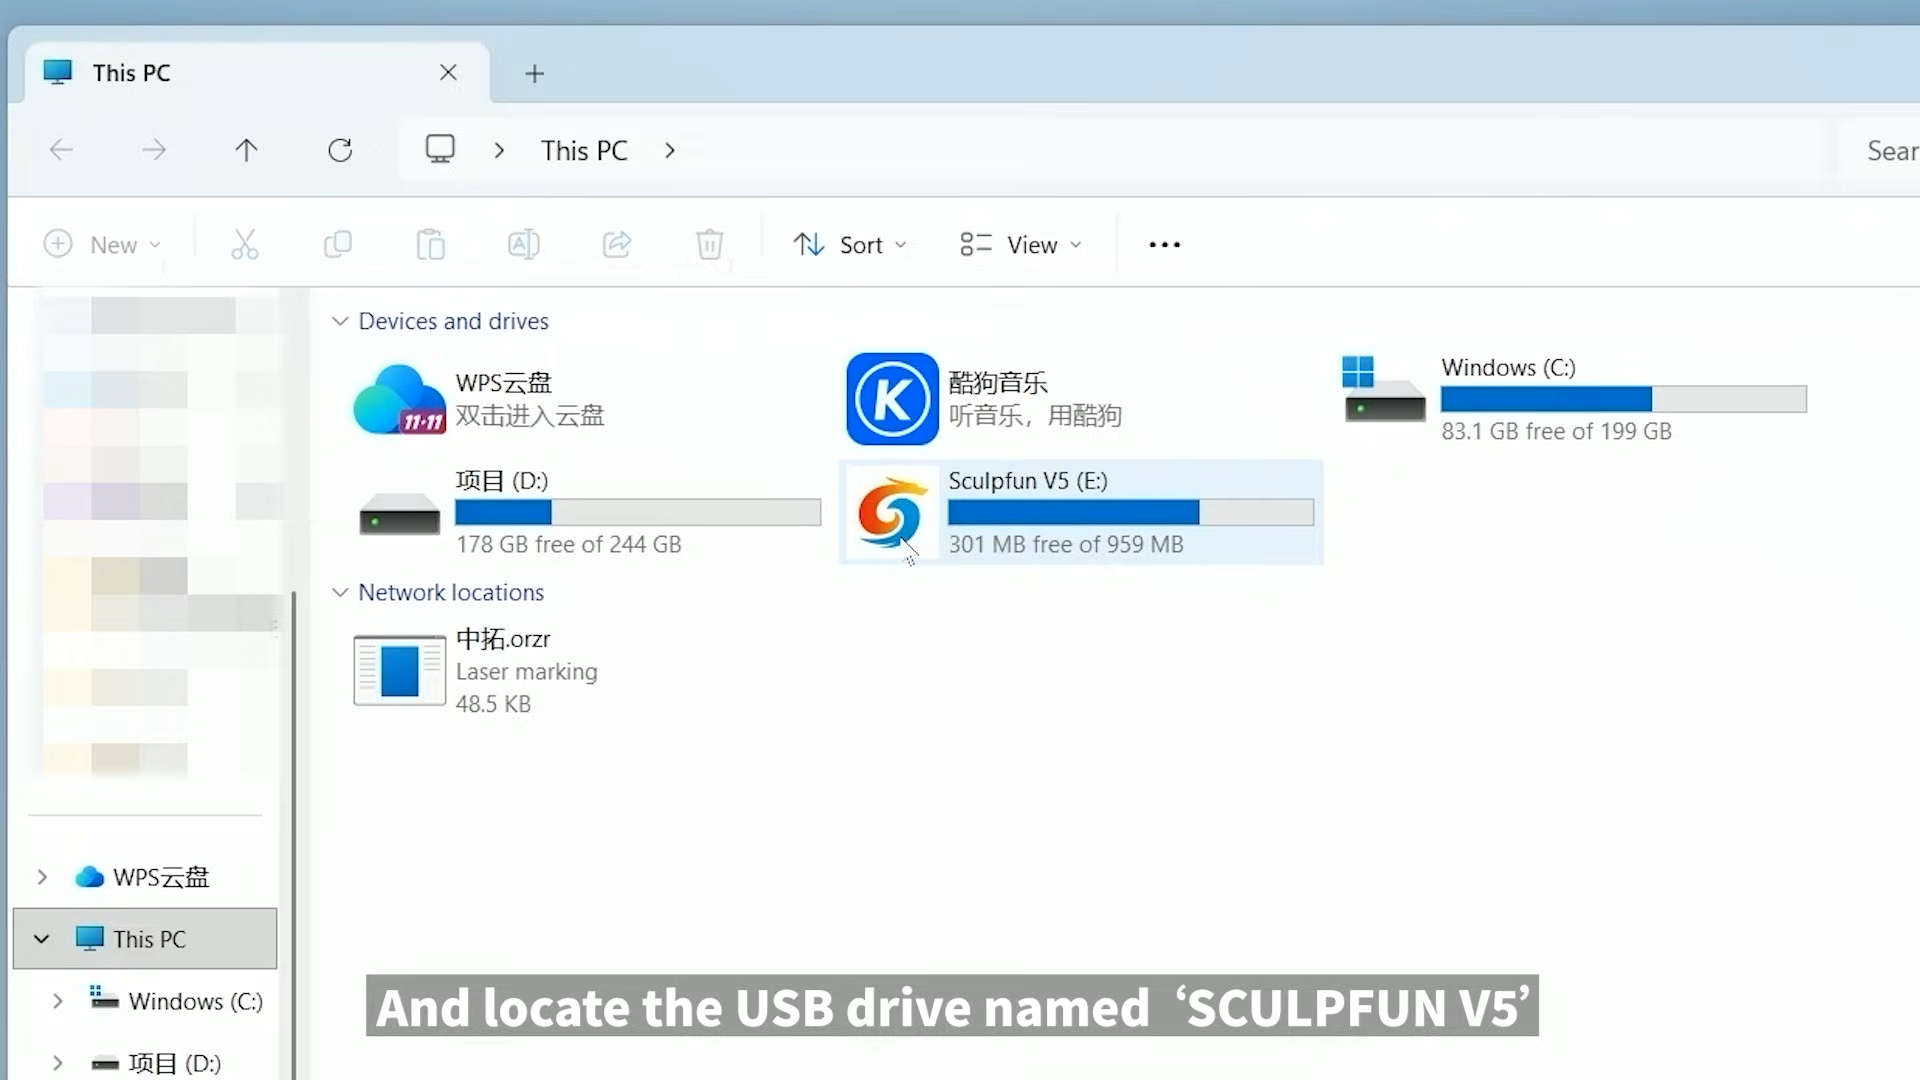 This PC
This PC
Sear
New
Sort
View
Devices and drives
WPS云盘
双击进入云盘
11·11
K
酷狗音乐
听音乐，用酷狗
Windows (C:)
83.1 GB free of 199 GB
项目 (D:)
178 GB free of 244 GB
Sculpfun V5 (E:)
301 MB free of 959 MB
Network locations
中拓.orzr
Laser marking
48.5 KB
WPS云盘
This PC
Windows (C:)
项目 (D:)
And locate the USB drive named ‘SCULPFUN V5’